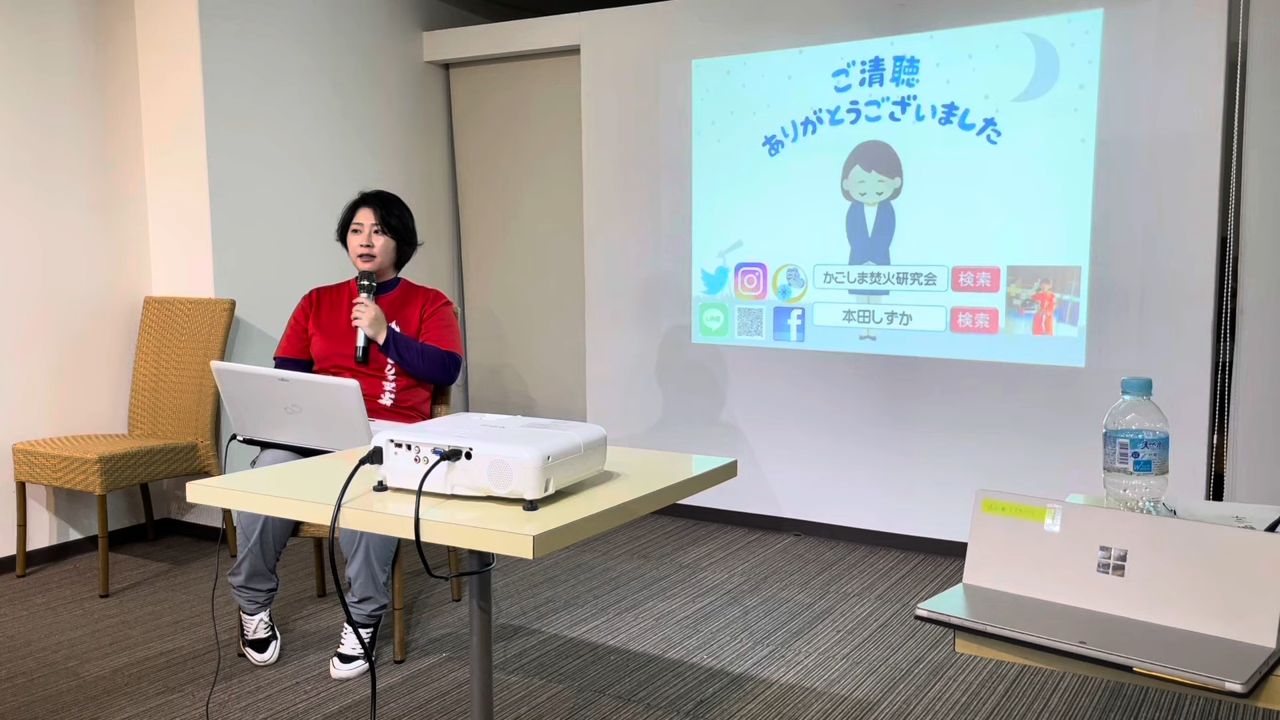 ご清聴
ありがとうございました
かごしま焚火研究会
検索
本田しずか
検索